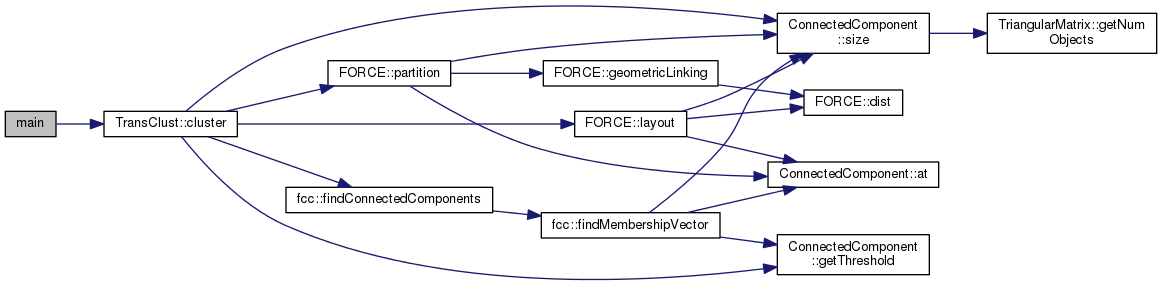 main
TransClust::cluster
FORCE::partition
fcc::findConnectedComponents
FORCE::geometricLinking
FORCE::layout
fcc::findMembershipVector
ConnectedComponent
::size
FORCE::dist
ConnectedComponent::at
ConnectedComponent
::getThreshold
TriangularMatrix::getNum
Objects